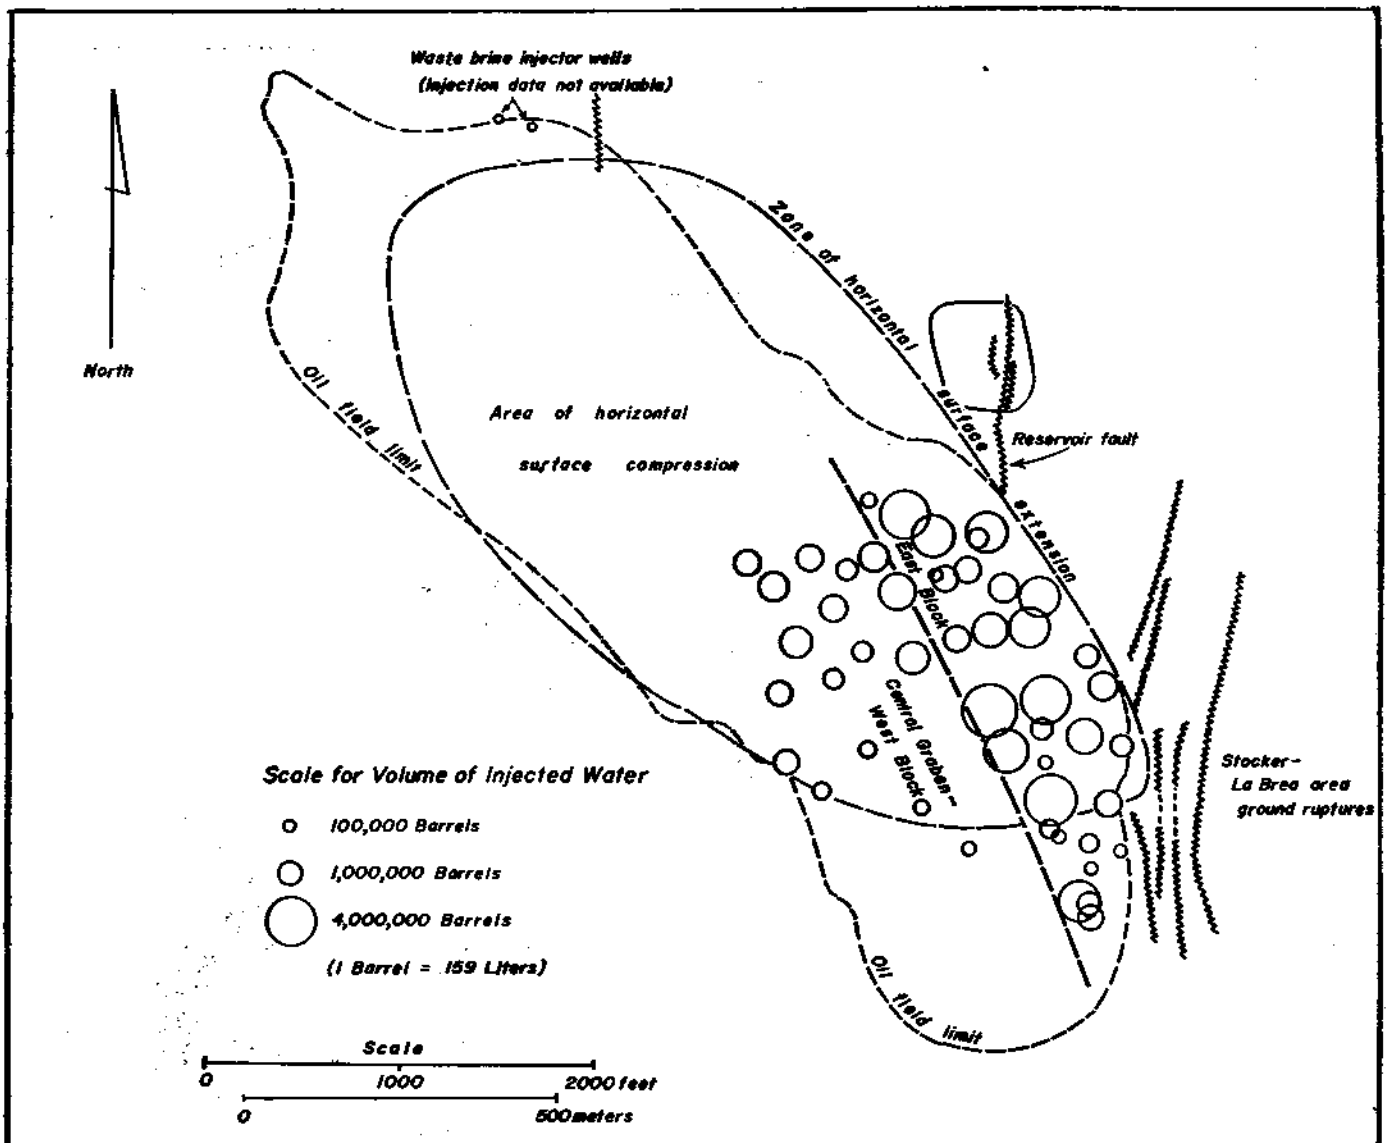 Waste brine injector wells
(Injection data not available)
North
Zone of horizontal surface extension
Oil field limit
Area of horizontal
surface compression
Reservoir fault
East Block
Central Graben-
West Block
Stocker-
La Brea area
ground ruptures
Scale for Volume of Injected Water
100,000 Barrels
1,000,000 Barrels
4,000,000 Barrels
(1 Barrel = 159 Liters)
Oil field limit
Scale
0 1000 2000 feet
0 500 meters